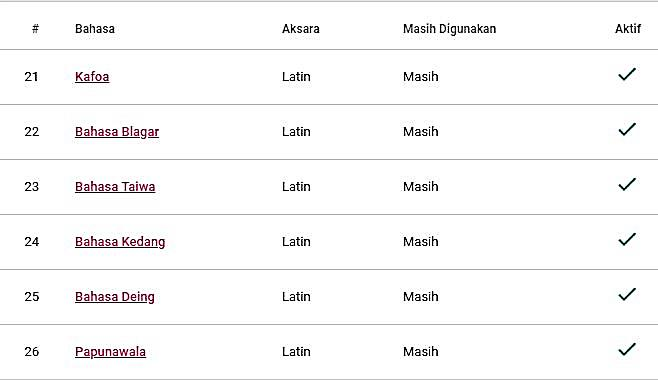 # Bahasa Aksara Masih Digunakan Aktif
21 Kafoa Latin Masih ✓
22 Bahasa Blagar Latin Masih ✓
23 Bahasa Taiwa Latin Masih ✓
24 Bahasa Kedang Latin Masih ✓
25 Bahasa Deing Latin Masih ✓
26 Papunawala Latin Masih ✓